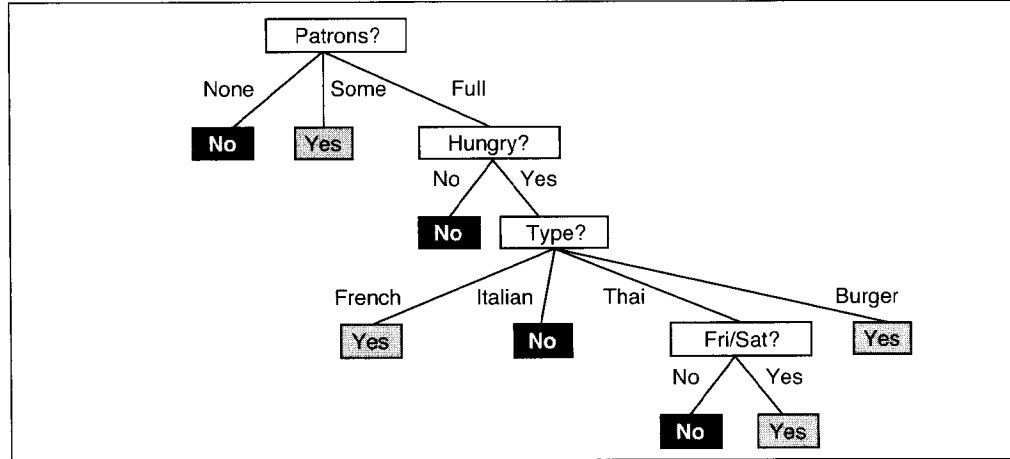 Patrons?
None Some Full
No Yes Hungry?
No Yes
No Type?
French Italian Thai Burger
Yes No Fri/Sat? Yes
No Yes
No Yes